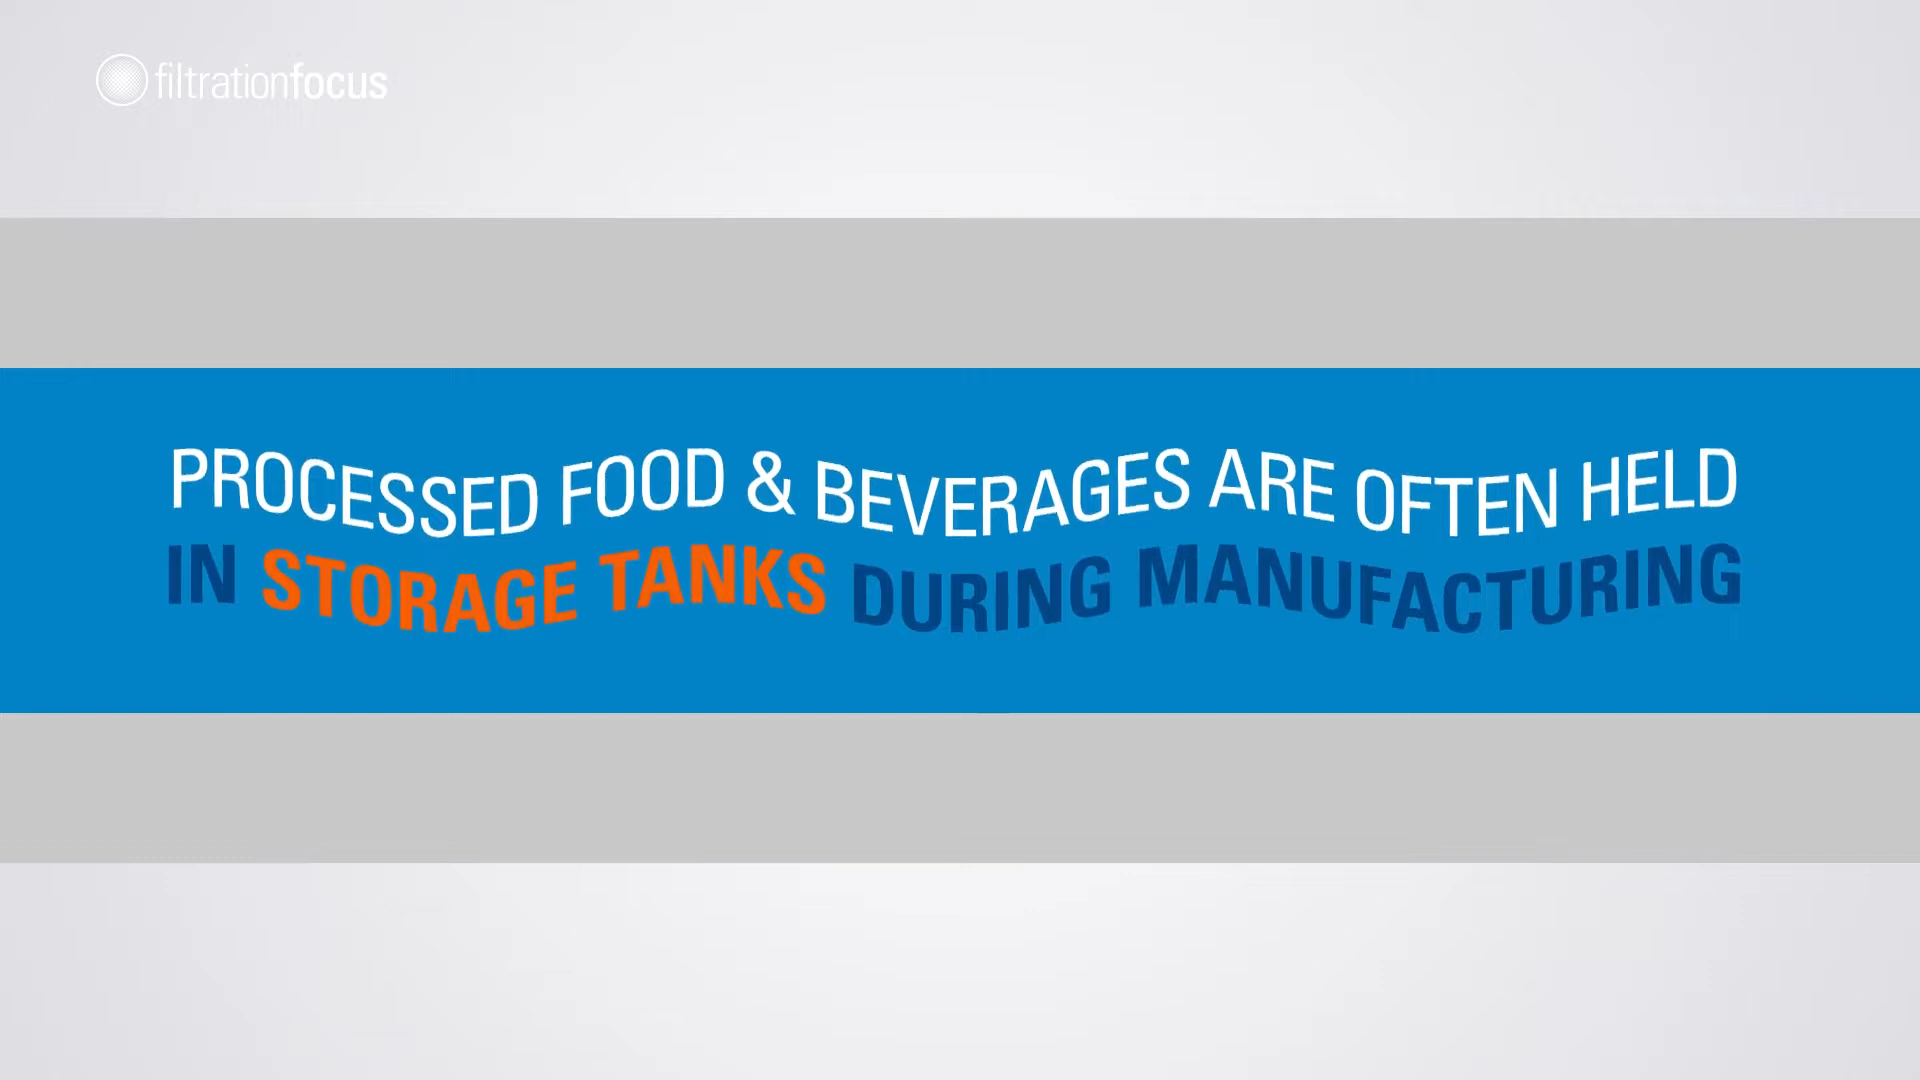 filtrationfocus
PROCESSED FOOD & BEVERAGES ARE OFTEN HELD
IN STORAGE TANKS DURING MANUFACTURING